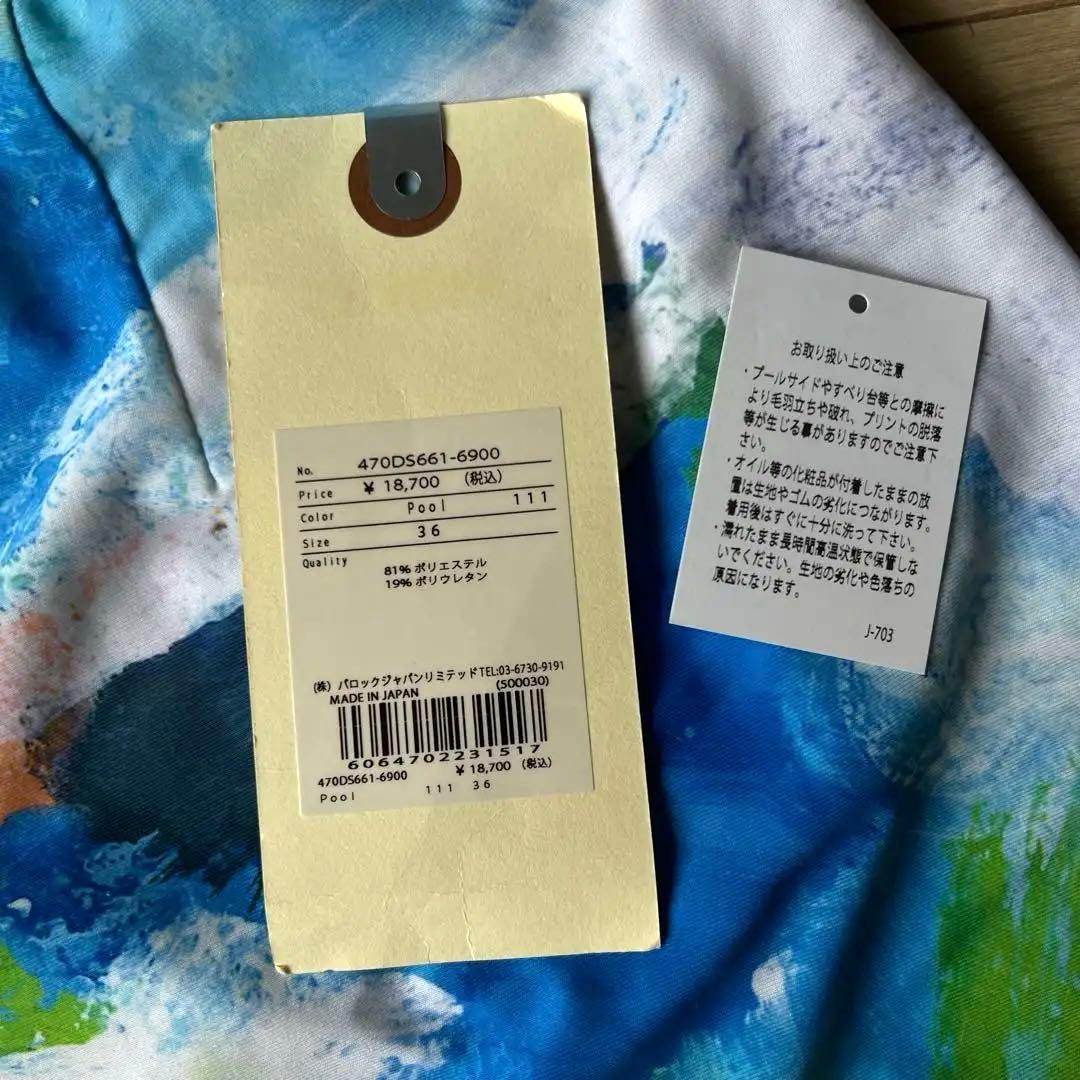 No. 470DS661-6900
Price ¥ 18,700 (税込)
Color Pool 111
Size 36
Quality
81% ポリエステル
19% ポリウレタン
(株) バロックジャパンリミテッド TEL:03-6730-9191
MADE IN JAPAN (500030)
6064702231517
470DS661-6900 ¥ 18,700 (税込)
Pool 111 36
お取り扱い上のご注意
・プールサイドやすべり台等との摩擦に
より毛羽立ちや破れ、プリントの脱落
等が生じる事がありますのでご注意下
さい。
・オイル等の化粧品が付着したままの放
置は生地やゴムの劣化につながります。
着用後はすぐに十分に洗って下さい。
・濡れたまま長時間高温状態で保管しな
いでください。生地の劣化や色落ちの
原因になります。
J-703